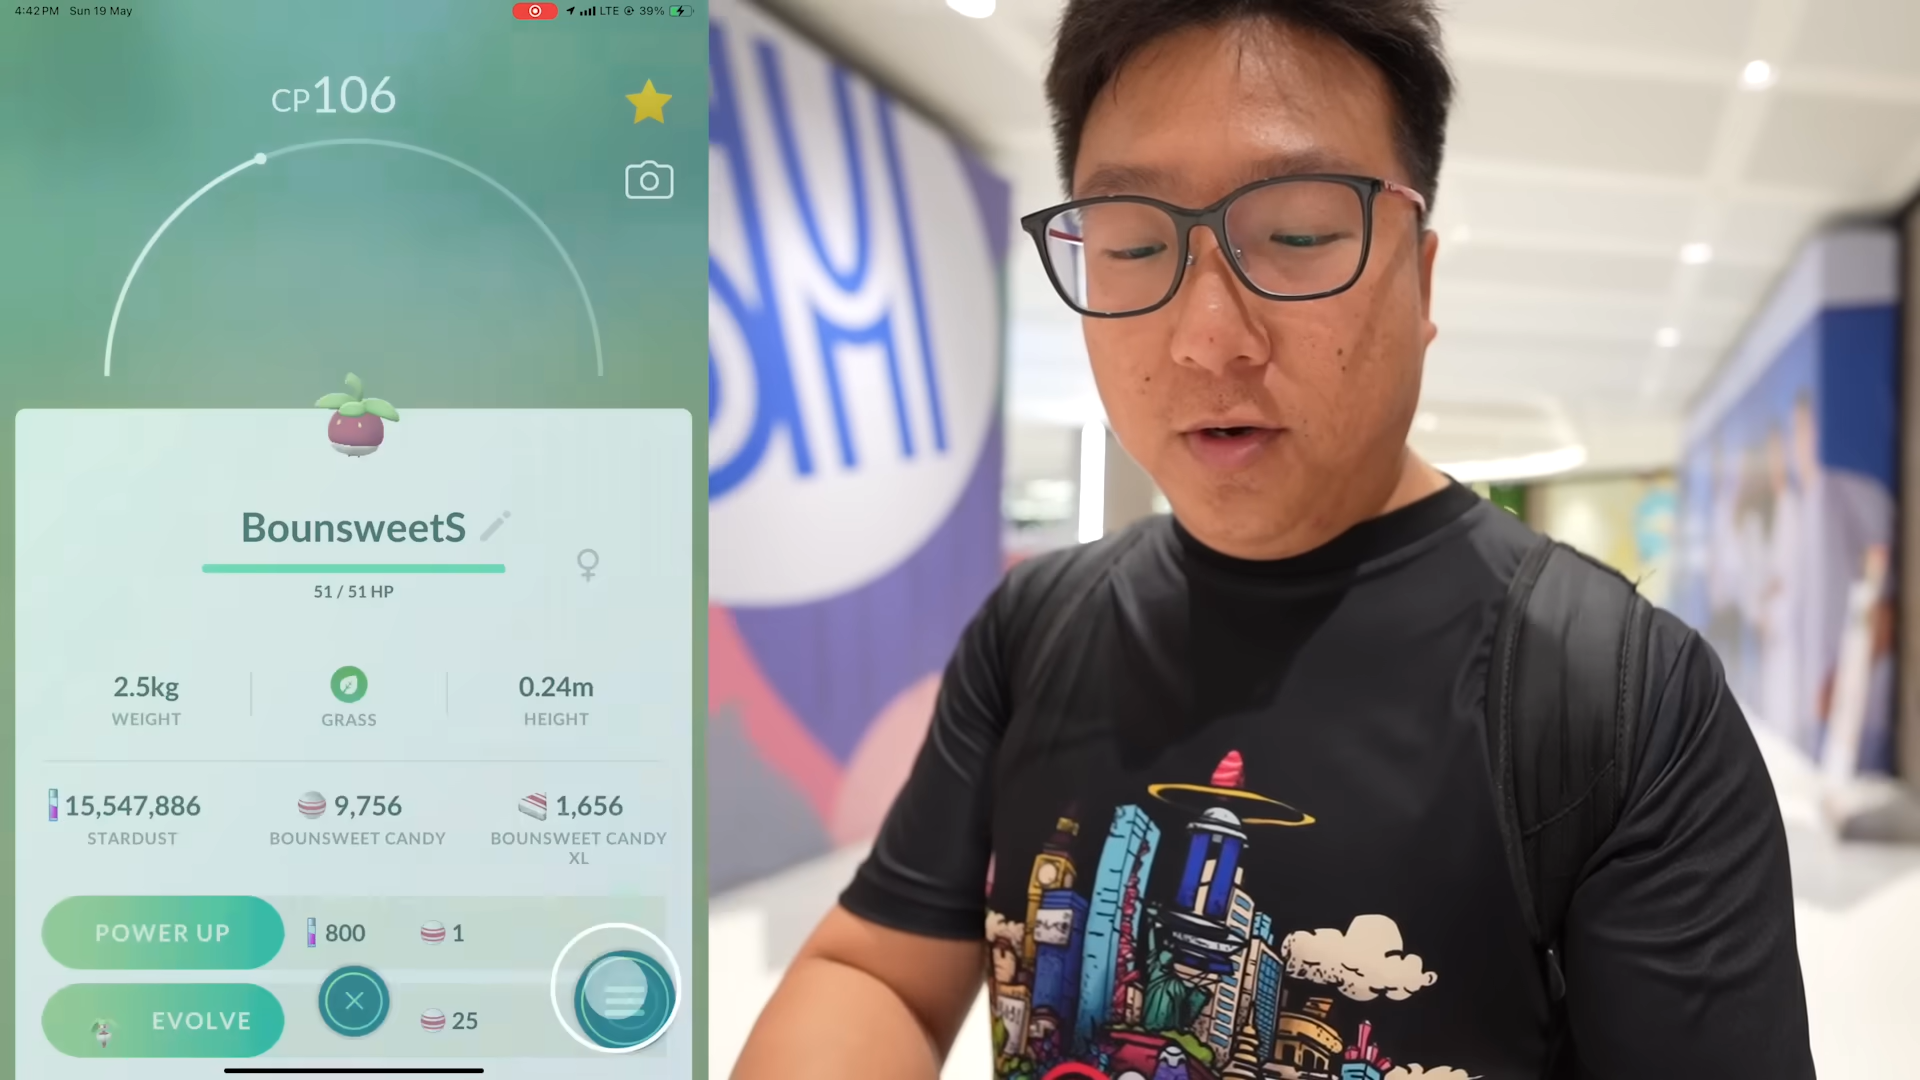 4:42 PM Sun 19 May
LTE 39%
CP106
BounsweetS
51 / 51 HP
2.5kg
WEIGHT
GRASS
0.24m
HEIGHT
15,547,886
STARDUST
9,756
BOUNSWEET CANDY
1,656
BOUNSWEET CANDY
XL
POWER UP
800
1
EVOLVE
25